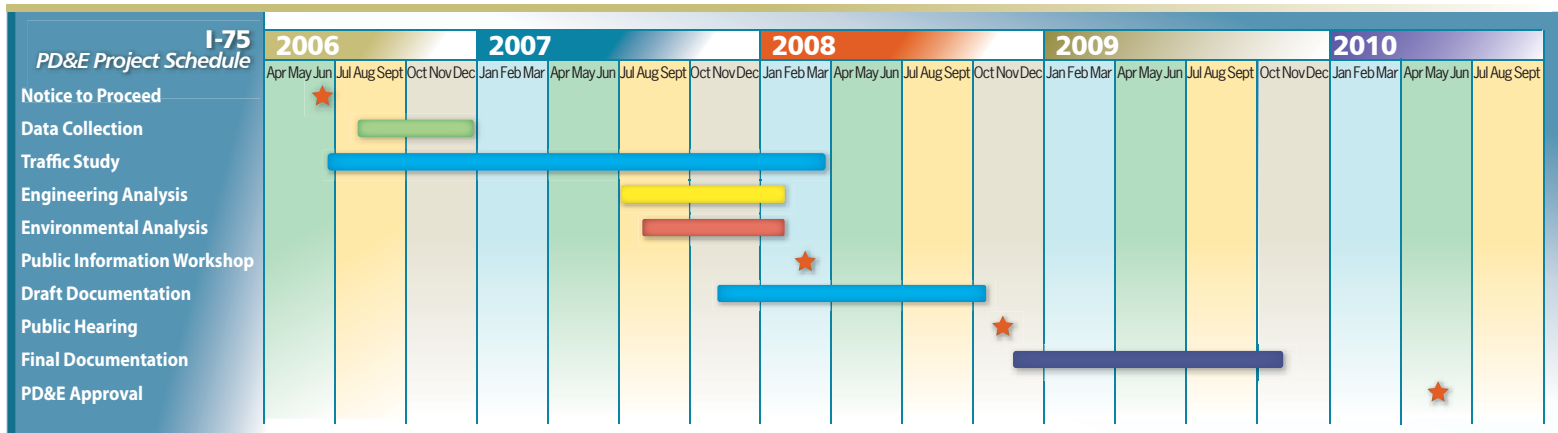 I-75
PD&E Project Schedule
2006 2007 2008 2009 2010
Apr May Jun Jul Aug Sept Oct Nov Dec Jan Feb Mar Apr May Jun Jul Aug Sept Oct Nov Dec Jan Feb Mar Apr May Jun Jul Aug Sept Oct Nov Dec Jan Feb Mar Apr May Jun Jul Aug Sept Oct Nov Dec Jan Feb Mar Apr May Jun Jul Aug Sept
Notice to Proceed
Data Collection
Traffic Study
Engineering Analysis
Environmental Analysis
Public Information Workshop
Draft Documentation
Public Hearing
Final Documentation
PD&E Approval